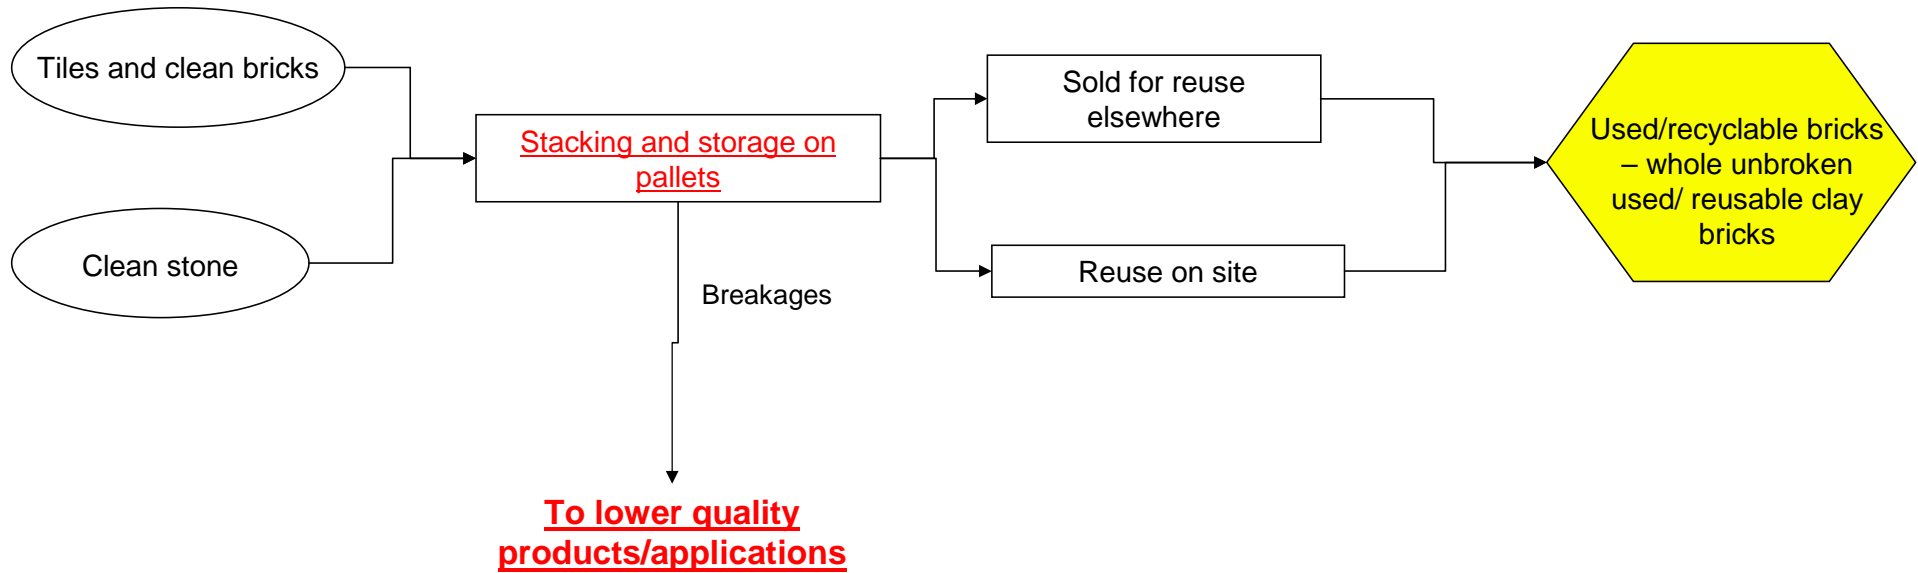 Tiles and clean bricks
Clean stone
Stacking and storage on
pallets
Breakages
To lower quality
products/applications
Sold for reuse
elsewhere
Reuse on site
Used/recyclable bricks
– whole unbroken
used/ reusable clay
bricks